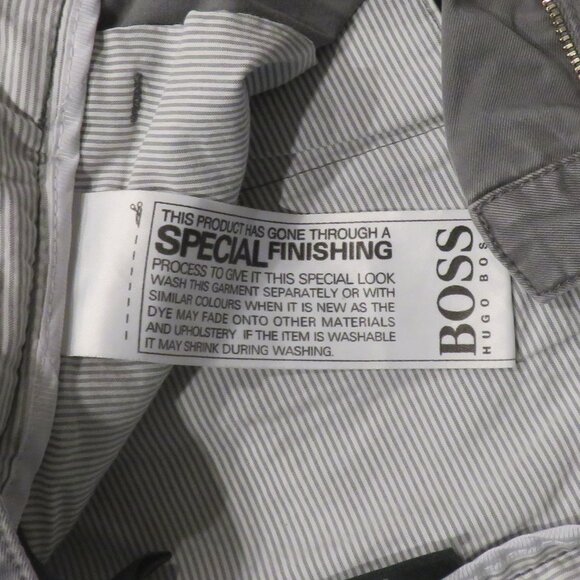 THIS PRODUCT HAS GONE THROUGH A
SPECIAL FINISHING
PROCESS TO GIVE IT THIS SPECIAL LOOK
WASH THIS GARMENT SEPARATELY OR WITH
SIMILAR COLOURS WHEN IT IS NEW AS THE
DYE MAY FADE ONTO OTHER MATERIALS
AND UPHOLSTERY IF THE ITEM IS WASHABLE
IT MAY SHRINK DURING WASHING.
BOSS
HUGO BOS